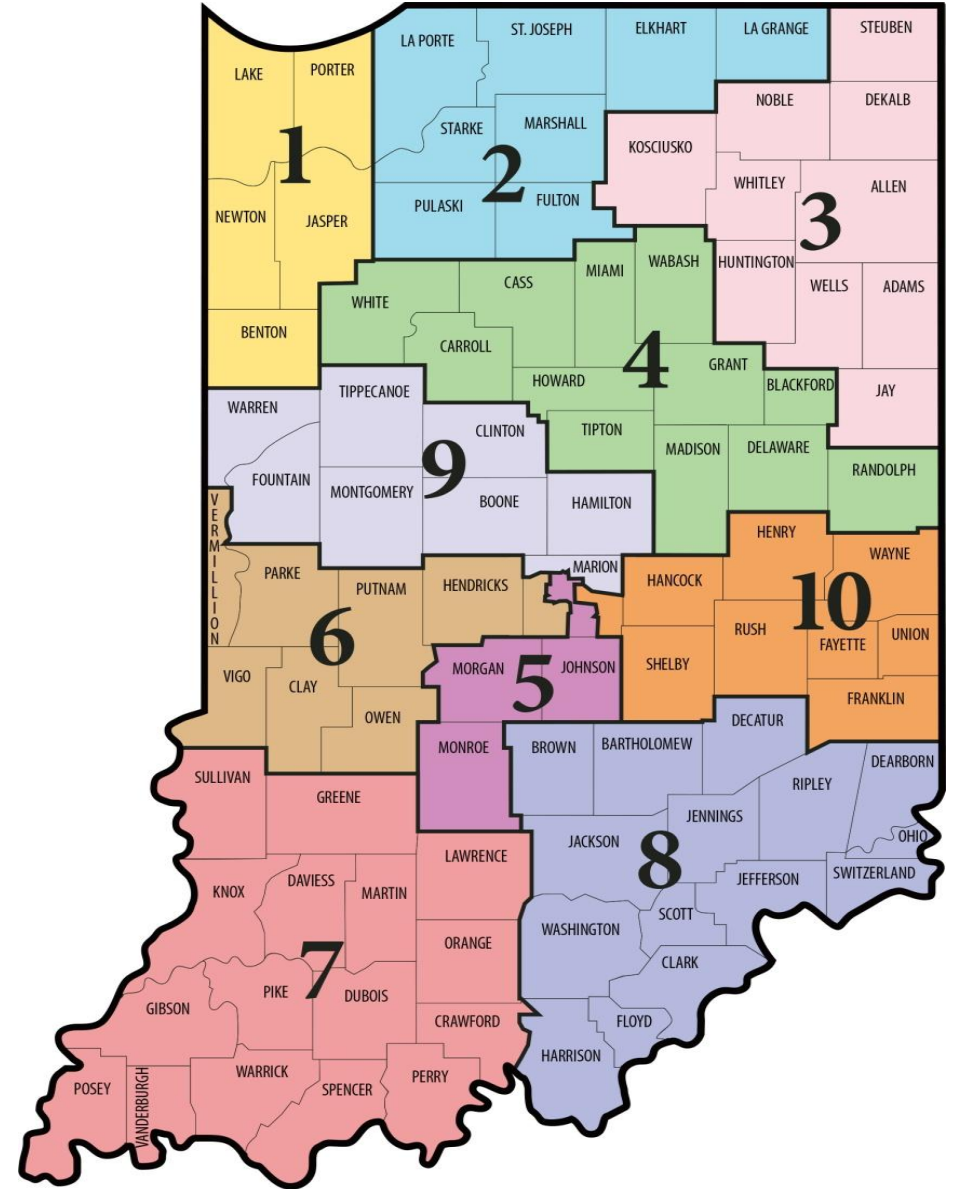 LA PORTE
ST. JOSEPH
ELKHART
LA GRANGE
STEUBEN
LAKE
PORTER
NOBLE
DEKALB
STARKE
MARSHALL
KOSCIUSKO
1
2
WHITLEY
ALLEN
3
NEWTON
JASPER
PULASKI
FULTON
MIAMI
WABASH
HUNTINGTON
WELLS
ADAMS
WHITE
CASS
BENTON
CARROLL
4
GRANT
HOWARD
BLACKFORD
JAY
TIPPECANOE
WARREN
CLINTON
TIPTON
MADISON
DELAWARE
RANDOLPH
9
FOUNTAIN
MONTGOMERY
BOONE
HAMILTON
VERMILLION
HENRY
WAYNE
PARKE
PUTNAM
HENDRICKS
MARION
HANCOCK
10
6
RUSH
FAYETTE
UNION
VIGO
CLAY
MORGAN
5
JOHNSON
SHELBY
OWEN
FRANKLIN
MONROE
BROWN
BARTHOLOMEW
DECATUR
SULLIVAN
GREENE
RIPLEY
DEARBORN
JENNINGS
JACKSON
8
OHIO
LAWRENCE
KNOX
DAVIESS
MARTIN
JEFFERSON
SWITZERLAND
WASHINGTON
SCOTT
ORANGE
7
CLARK
GIBSON
PIKE
DUBOIS
CRAWFORD
FLOYD
HARRISON
POSEY
VANDERBURGH
WARRICK
SPENCER
PERRY